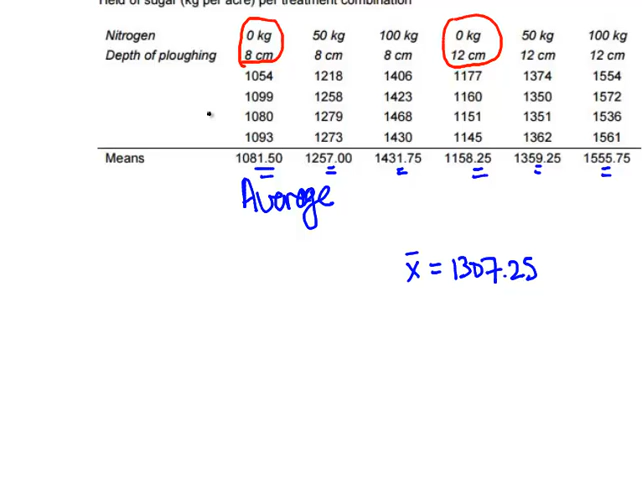 Yield of sugar (kg per acre) per treatment combination
Nitrogen 0 kg 50 kg 100 kg 0 kg 50 kg 100 kg
Depth of ploughing 8 cm 8 cm 8 cm 12 cm 12 cm 12 cm
1054 1218 1406 1177 1374 1554
1099 1258 1423 1160 1350 1572
1080 1279 1468 1151 1351 1536
1093 1273 1430 1145 1362 1561
Means 1081.50 1257.00 1431.75 1158.25 1359.25 1555.75
Average
x̄ = 1307.25